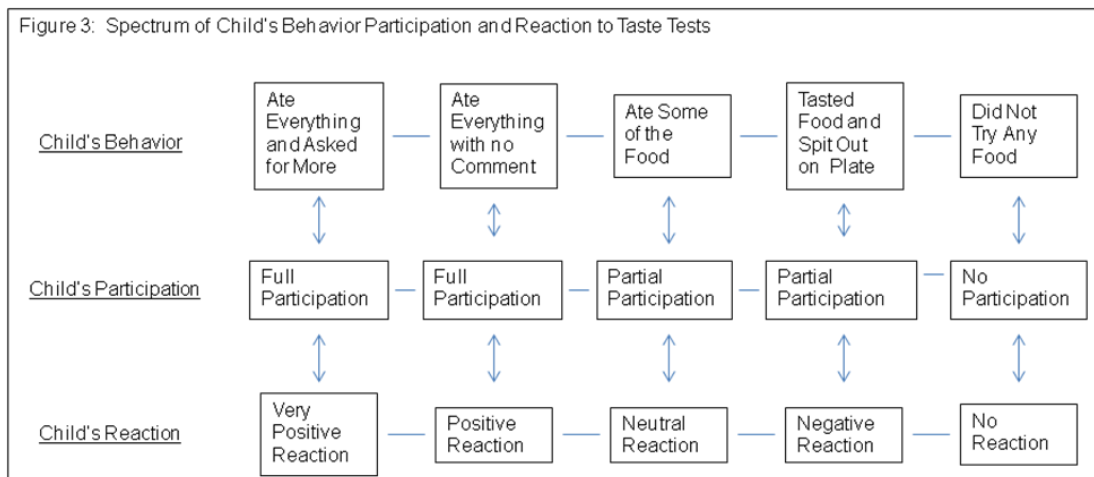 Figure 3:  Spectrum of Child's Behavior Participation and Reaction to Taste Tests
Child's Behavior
Ate
Everything
and Asked
for More
Ate
Everything
with no
Comment
Ate Some
of the
Food
Tasted
Food and
Spit Out
on Plate
Did Not
Try Any
Food
Child's Participation
Full
Participation
Full
Participation
Partial
Participation
Partial
Participation
No
Participation
Child's Reaction
Very
Positive
Reaction
Positive
Reaction
Neutral
Reaction
Negative
Reaction
No
Reaction